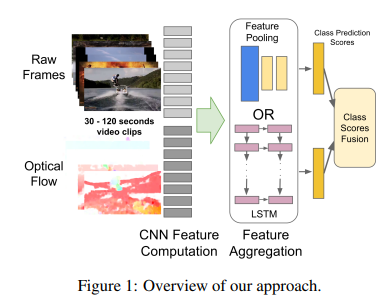 Raw
Frames
30 - 120 seconds
video clips
Optical
Flow
CNN Feature
Computation
Feature
Pooling
OR
LSTM
Feature
Aggregation
Class Prediction
Scores
Class
Scores
Fusion
Figure 1: Overview of our approach.